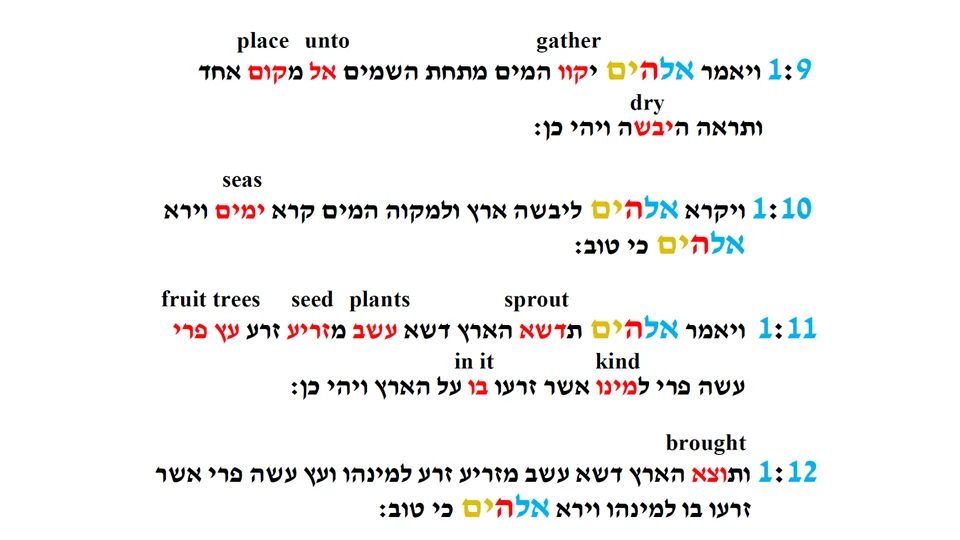 place unto gather
1:9 ויאמר אלהים יקוו המים מתחת השמים אל מקום אחד
dry
ותראה היבשה ויהי כן:
seas
1:10 ויקרא אלהים ליבשה ארץ ולמקוה המים קרא ימים וירא
אלהים כי טוב:
fruit trees seed plants sprout
1:11 ויאמר אלהים תדשא הארץ דשא עשב מזריע זרע עץ פרי
in it kind
עשה פרי למינו אשר זרעו בו על הארץ ויהי כן:
brought
1:12 ותוצא הארץ דשא עשב מזריע זרע למינהו ועץ עשה פרי אשר
זרעו בו למינהו וירא אלהים כי טוב: